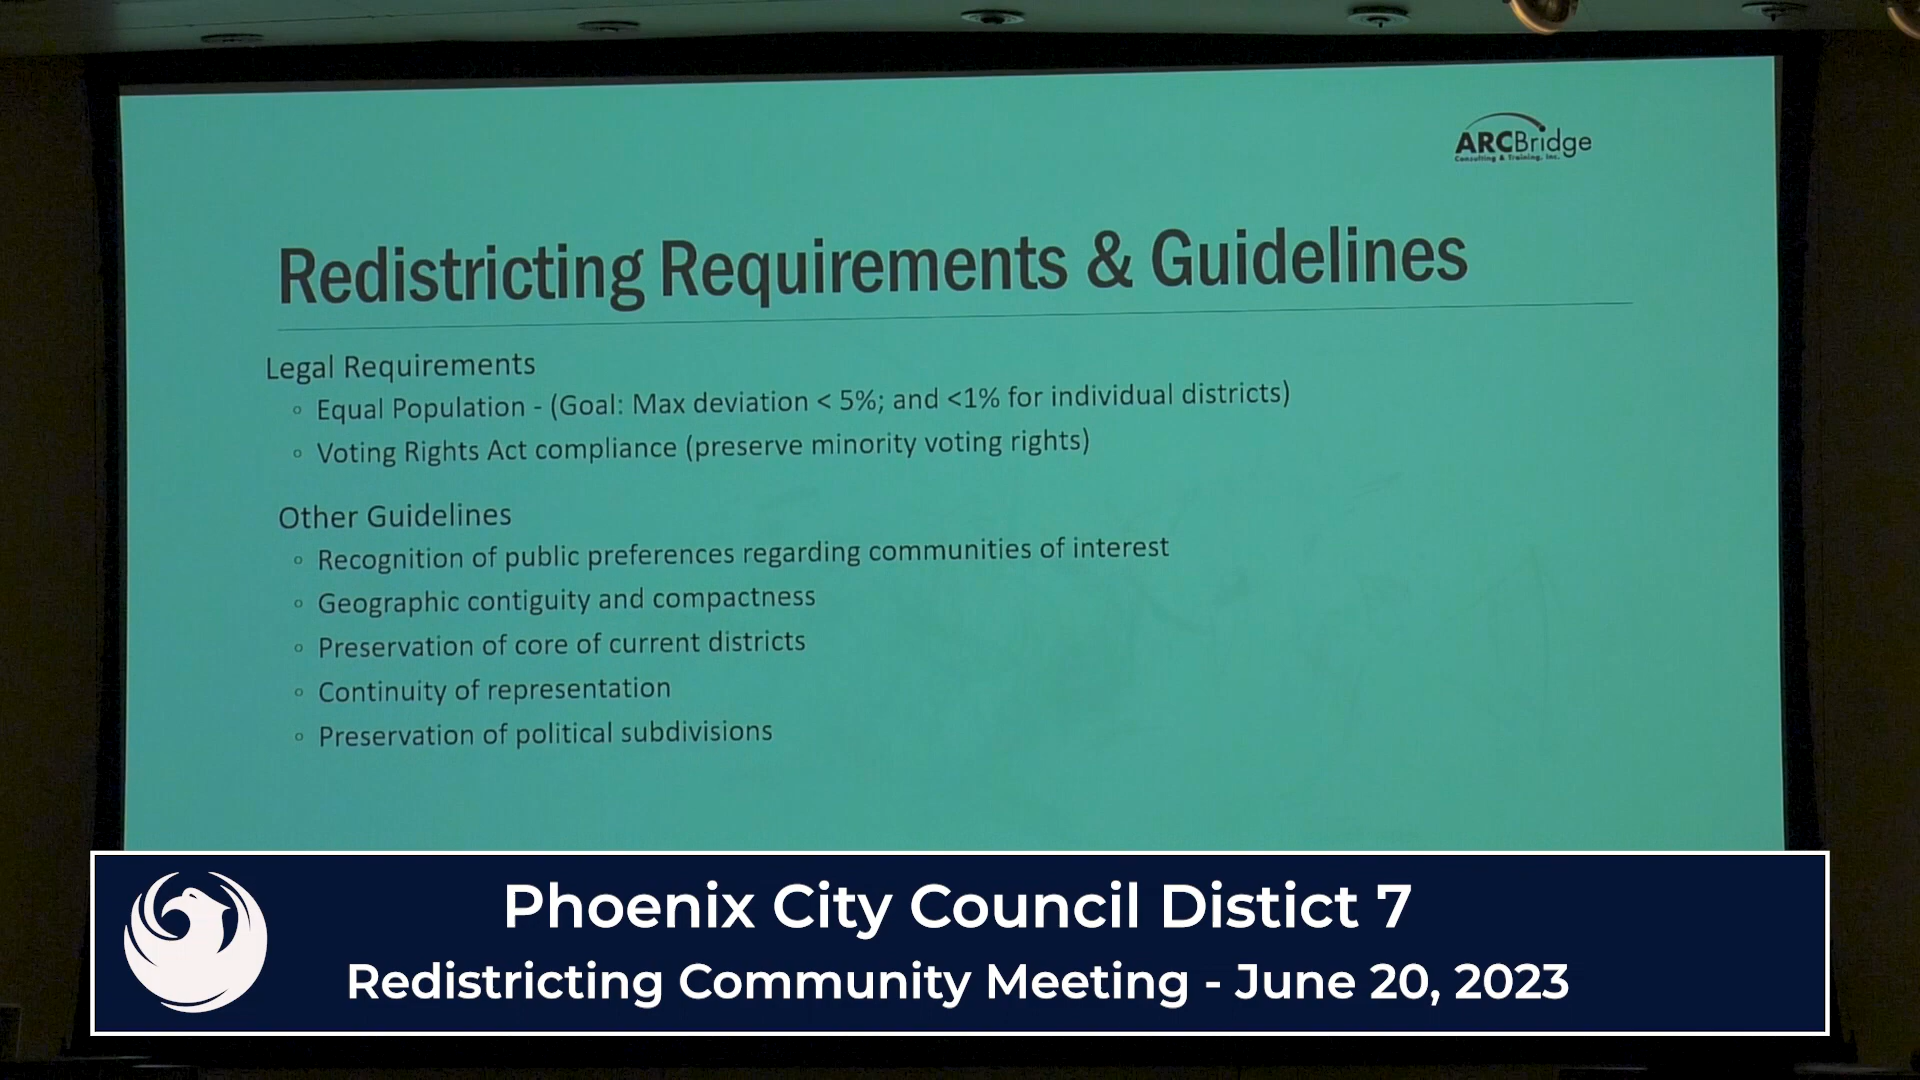 ARCBridge
Consulting & Training, Inc.
Redistricting Requirements & Guidelines
Legal Requirements
◦ Equal Population - (Goal: Max deviation < 5%; and <1% for individual districts)
◦ Voting Rights Act compliance (preserve minority voting rights)
Other Guidelines
◦ Recognition of public preferences regarding communities of interest
◦ Geographic contiguity and compactness
◦ Preservation of core of current districts
◦ Continuity of representation
◦ Preservation of political subdivisions
Phoenix City Council Distict 7
Redistricting Community Meeting - June 20, 2023